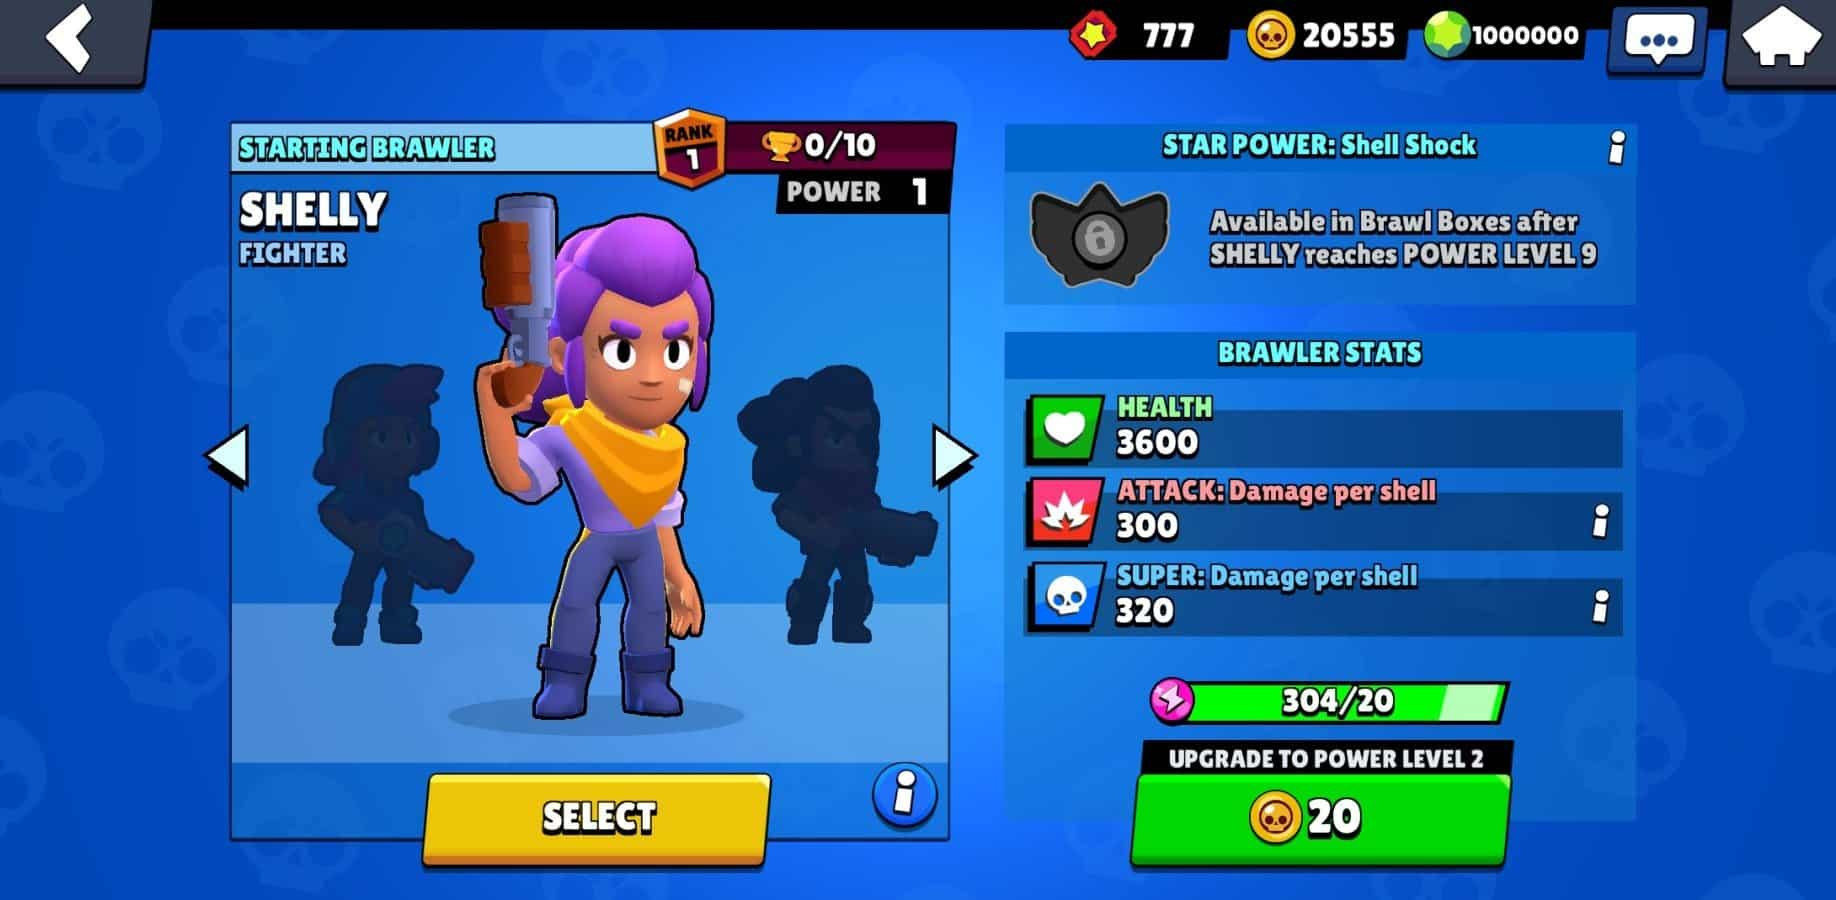 777
20555
1000000
STARTING BRAWLER
RANK
1
0/10
POWER 1
SHELLY
FIGHTER
SELECT
STAR POWER: Shell Shock
Available in Brawl Boxes after
SHELLY reaches POWER LEVEL 9
BRAWLER STATS
HEALTH
3600
ATTACK: Damage per shell
300
SUPER: Damage per shell
320
304/20
UPGRADE TO POWER LEVEL 2
20